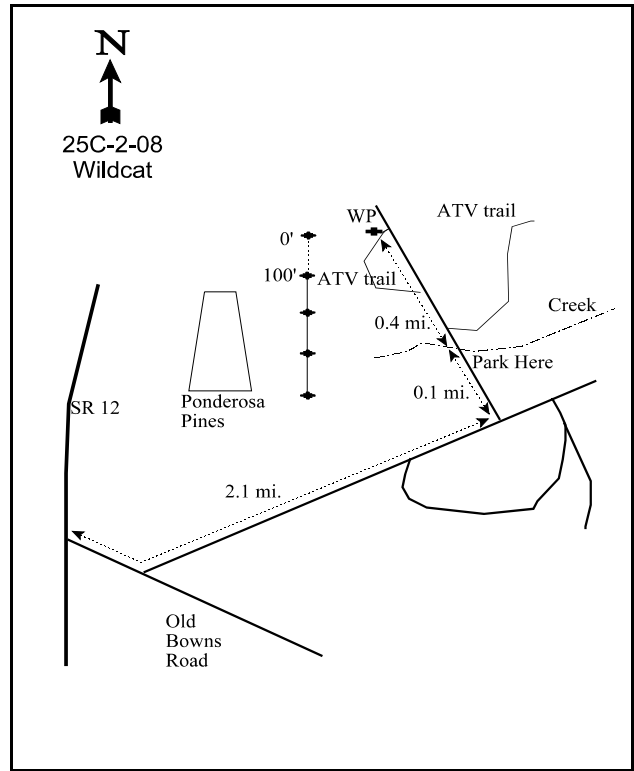 N
25C-2-08
Wildcat
WP
ATV trail
0'
100'
ATV trail
Creek
0.4 mi.
Park Here
0.1 mi.
Ponderosa
Pines
SR 12
2.1 mi.
Old
Bowns
Road